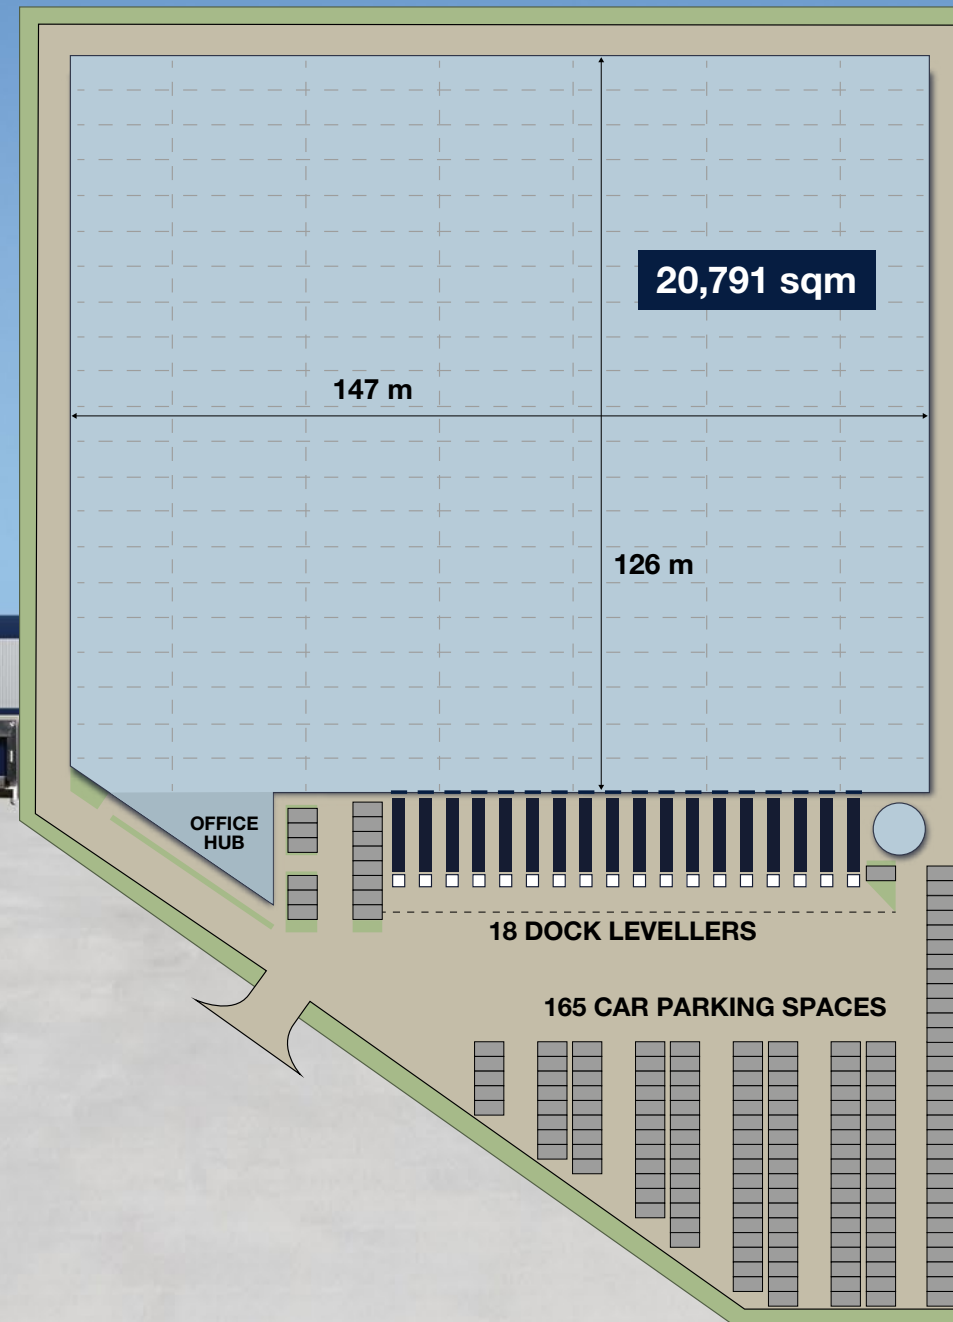 20,791 sqm
147 m
126 m
OFFICE
HUB
18 DOCK LEVELLERS
165 CAR PARKING SPACES